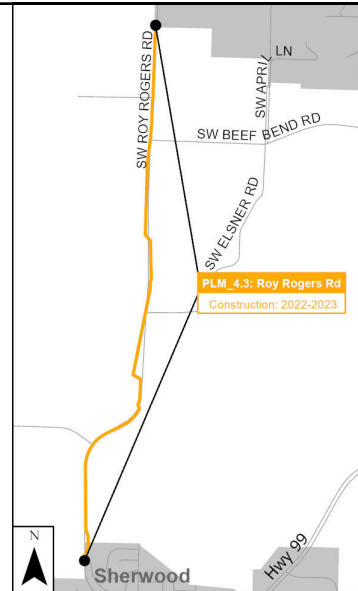 SW ROY ROGERS RD
SW APRIL LN
SW BEEF BEND RD
SW ELSNER RD
PLM_4.3: Roy Rogers Rd
Construction: 2022-2023
N
Sherwood
Hwy 99